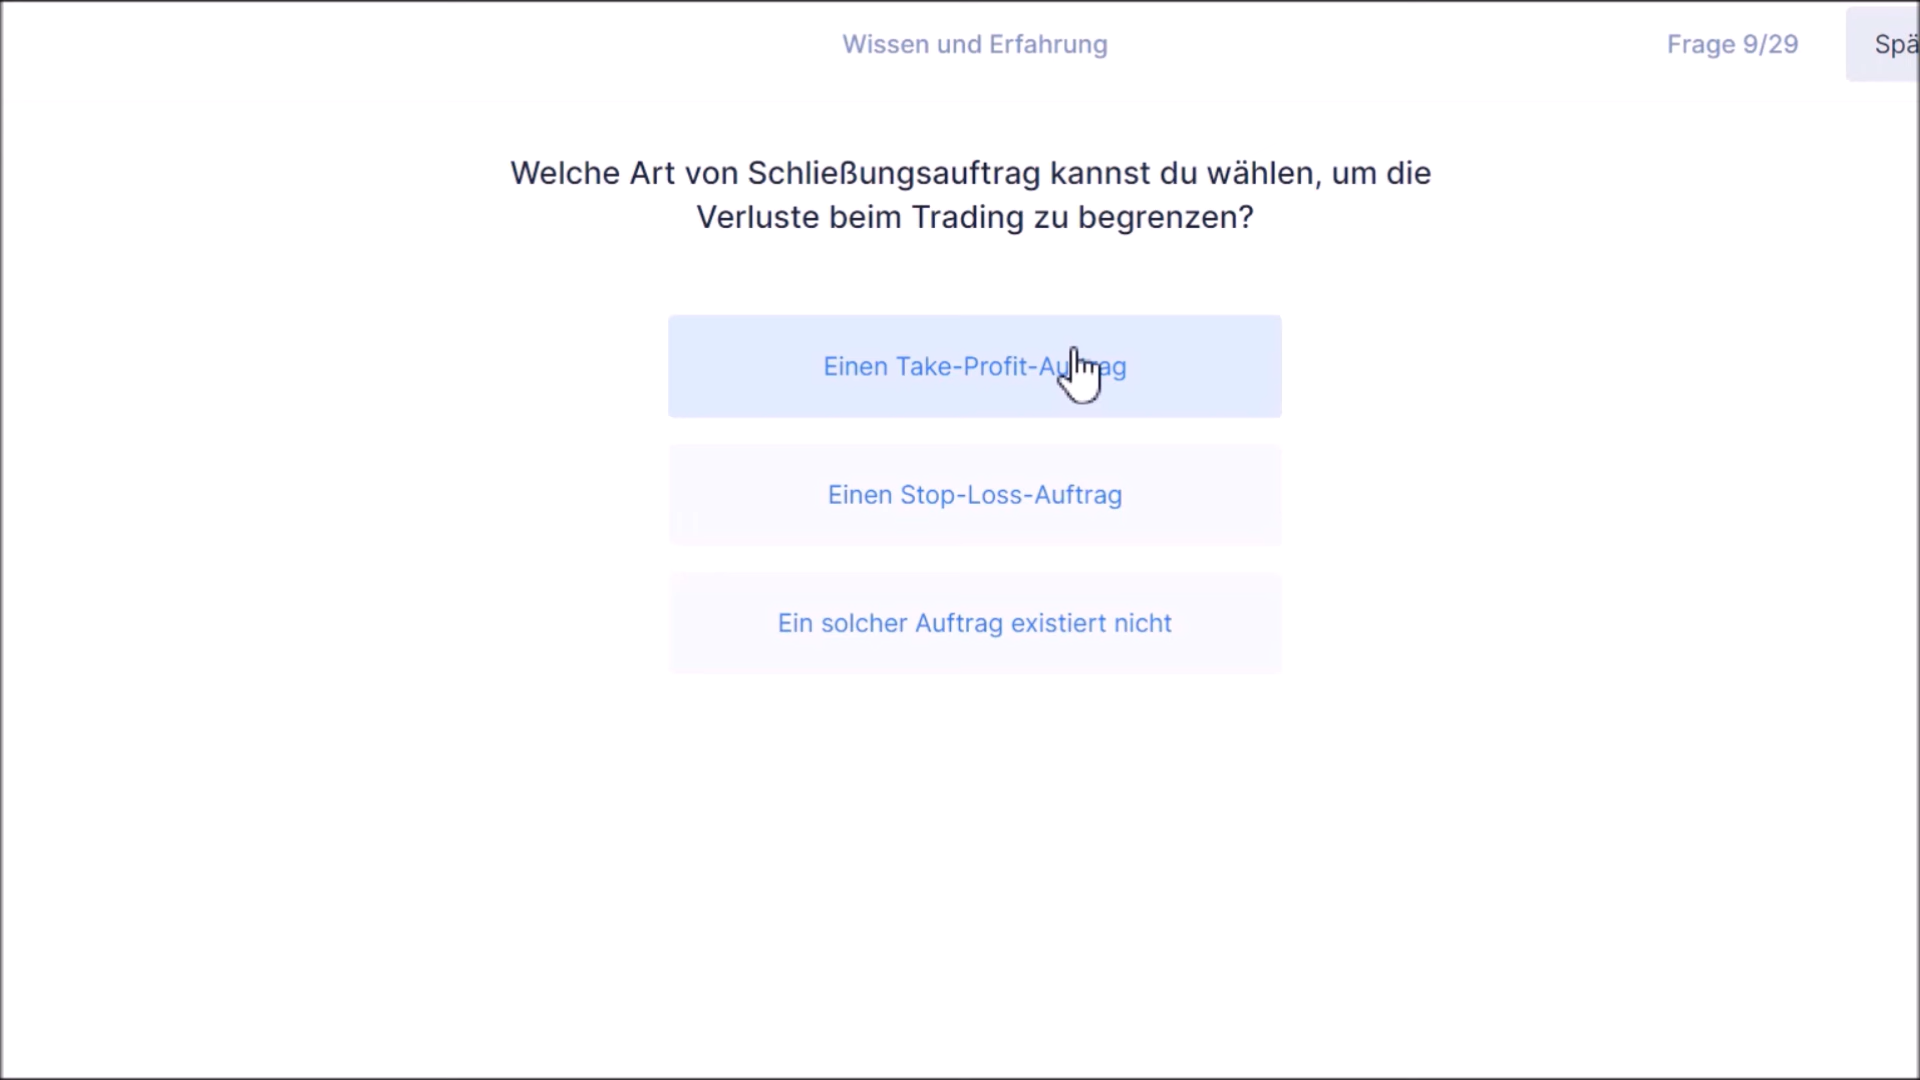 Wissen und Erfahrung
Frage 9/29
Welche Art von Schließungsauftrag kannst du wählen, um die
Verluste beim Trading zu begrenzen?
Einen Take-Profit-Auftrag
Einen Stop-Loss-Auftrag
Ein solcher Auftrag existiert nicht